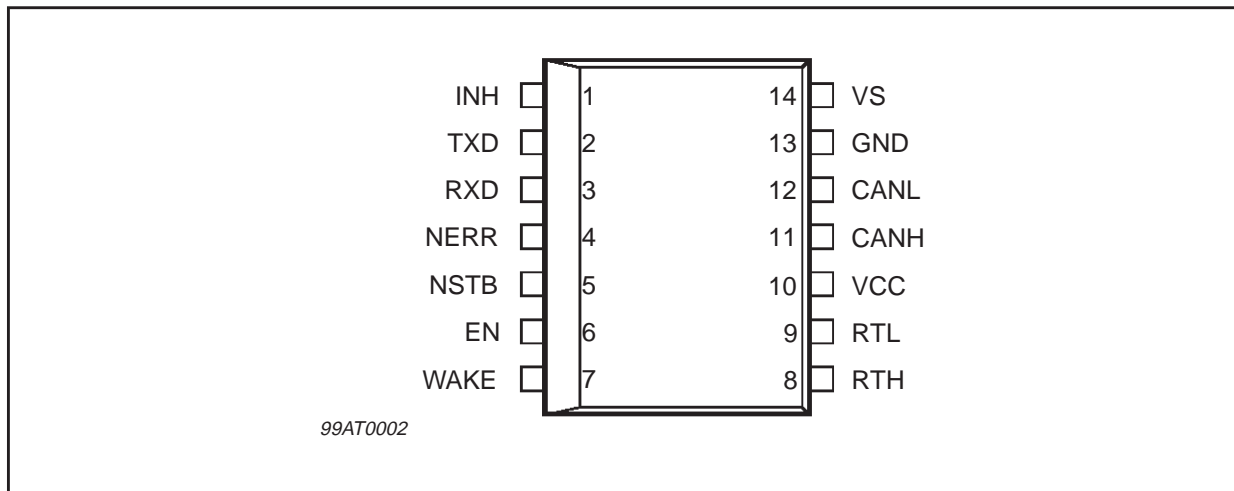 INH 1 14 VS
TXD 2 13 GND
RXD 3 12 CANL
NERR 4 11 CANH
NSTB 5 10 VCC
EN 6 9 RTL
WAKE 7 8 RTH
99AT0002